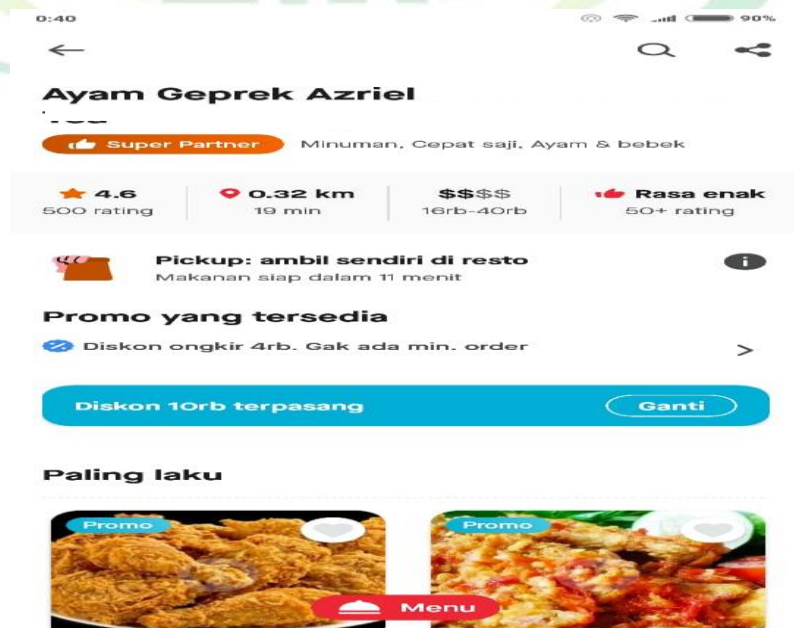 0:40
90%
Ayam Geprek Azriel
Super Partner
Minuman, Cepat saji, Ayam & bebek
4.6
0.32 km
$$$$
Rasa enak
500 rating
19 min
16rb-40rb
50+ rating
Pickup: ambil sendiri di resto
Makanan siap dalam 11 menit
Promo yang tersedia
Diskon ongkir 4rb. Gak ada min. order
Diskon 10rb terpasang
Ganti
Paling laku
Promo
Promo
Menu